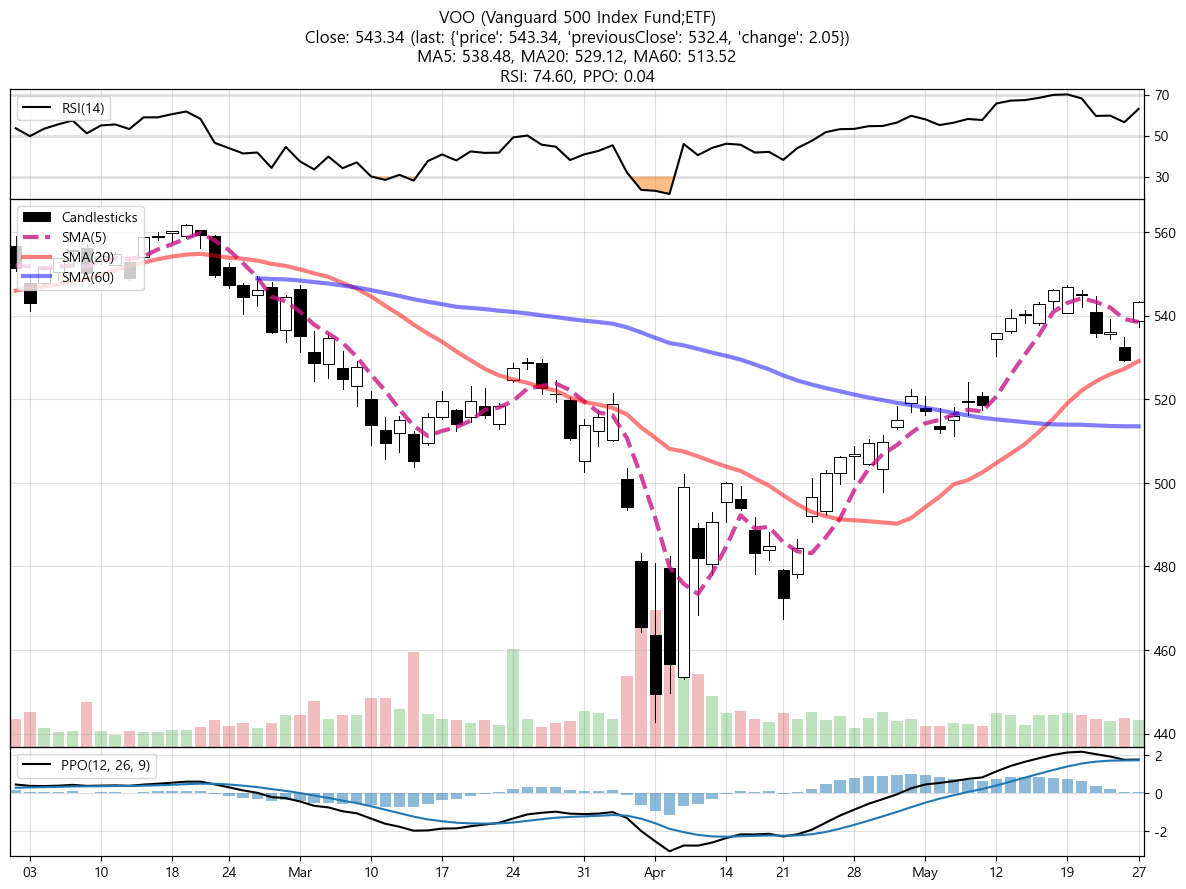 VOO (Vanguard 500 Index Fund;ETF)
Close: 543.34 (last: {'price': 543.34, 'previousClose': 532.4, 'change': 2.05})
MA5: 538.48, MA20: 529.12, MA60: 513.52
RSI: 74.60, PPO: 0.04
RSI(14)
70
50
30
Candlesticks
SMA(5)
SMA(20)
SMA(60)
560
540
520
500
480
460
440
PPO(12, 26, 9)
2
0
-2
03 10 18 24 Mar 10 17 24 31 Apr 14 21 28 May 12 19 27